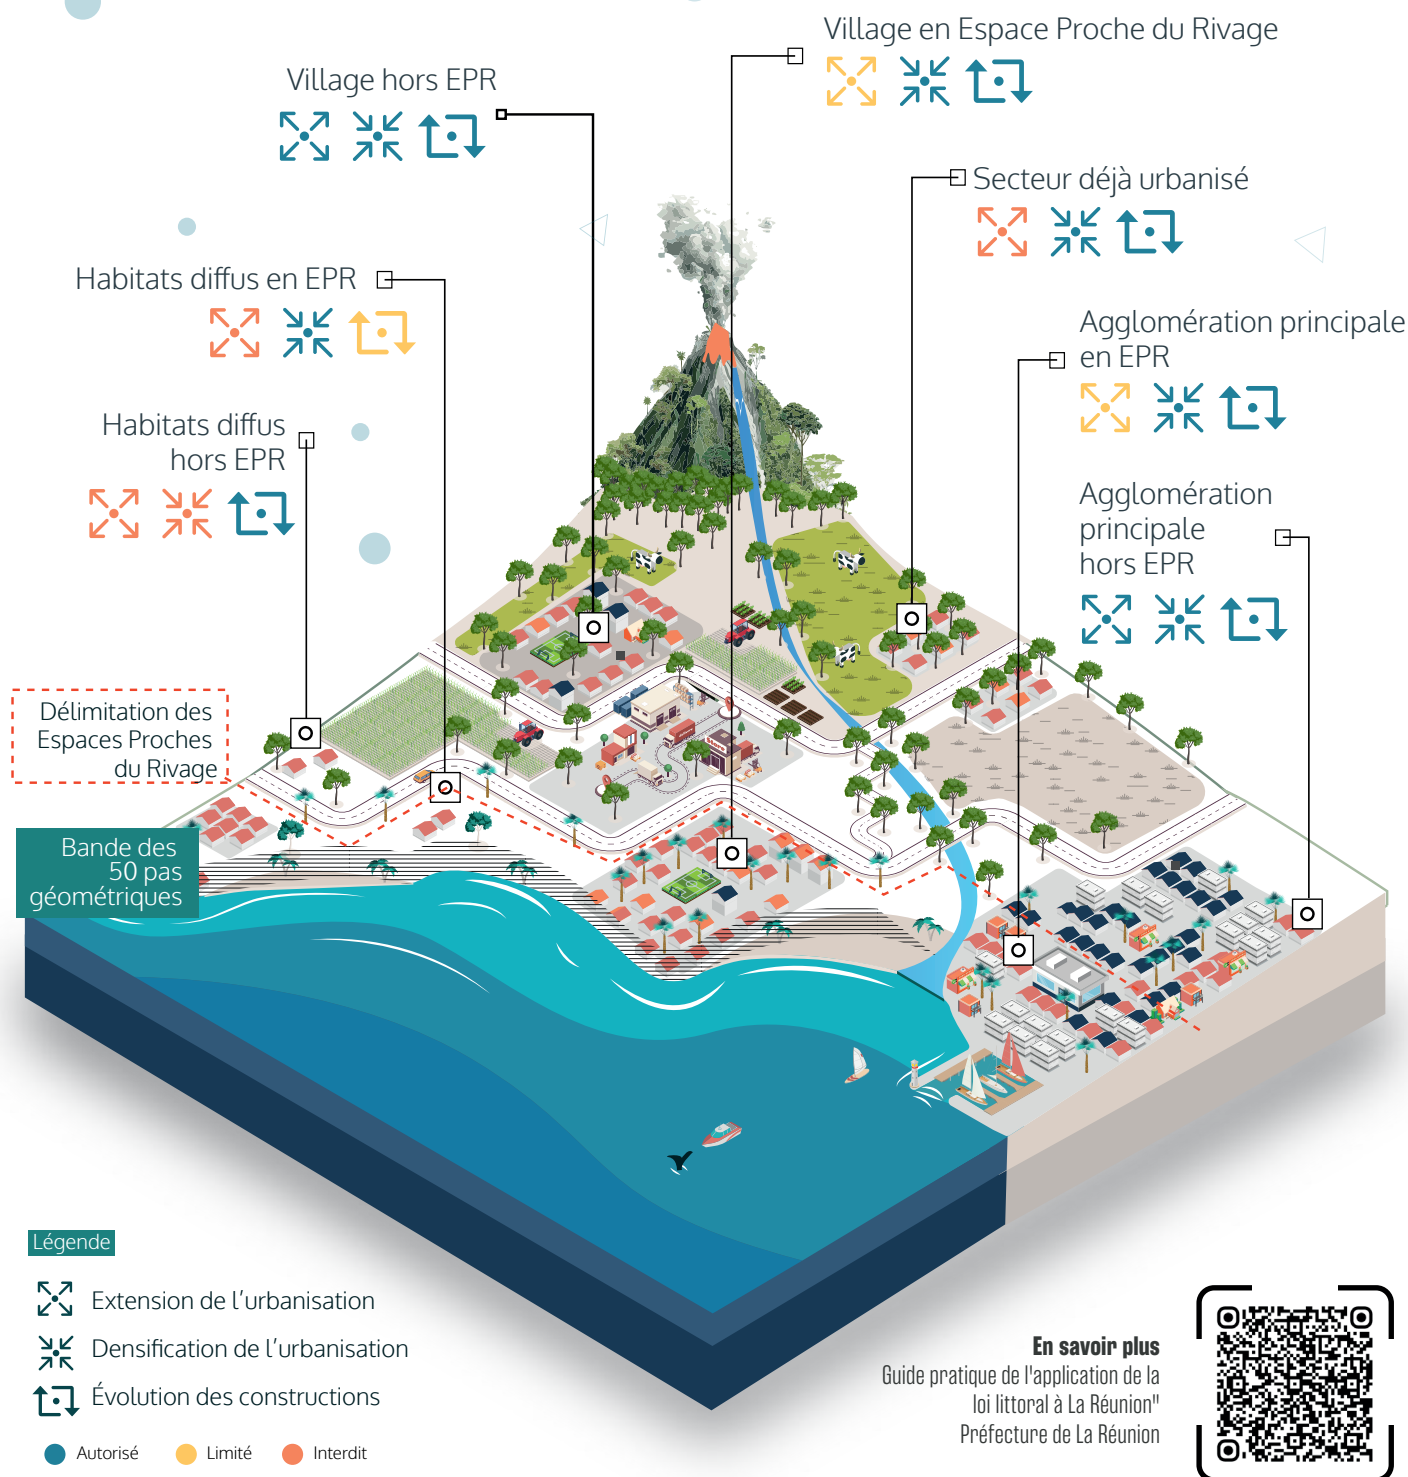 Village en Espace Proche du Rivage
Village hors EPR
Secteur déjà urbanisé
Habitats diffus en EPR
Agglomération principale
en EPR
Habitats diffus
hors EPR
Agglomération
principale
hors EPR
Délimitation des
Espaces Proches
du Rivage
Bande des
50 pas
géométriques
Légende
Extension de l'urbanisation
Densification de l'urbanisation
Évolution des constructions
Autorisé
Limité
Interdit
En savoir plus
Guide pratique de l'application de la
loi littoral à La Réunion"
Préfecture de La Réunion